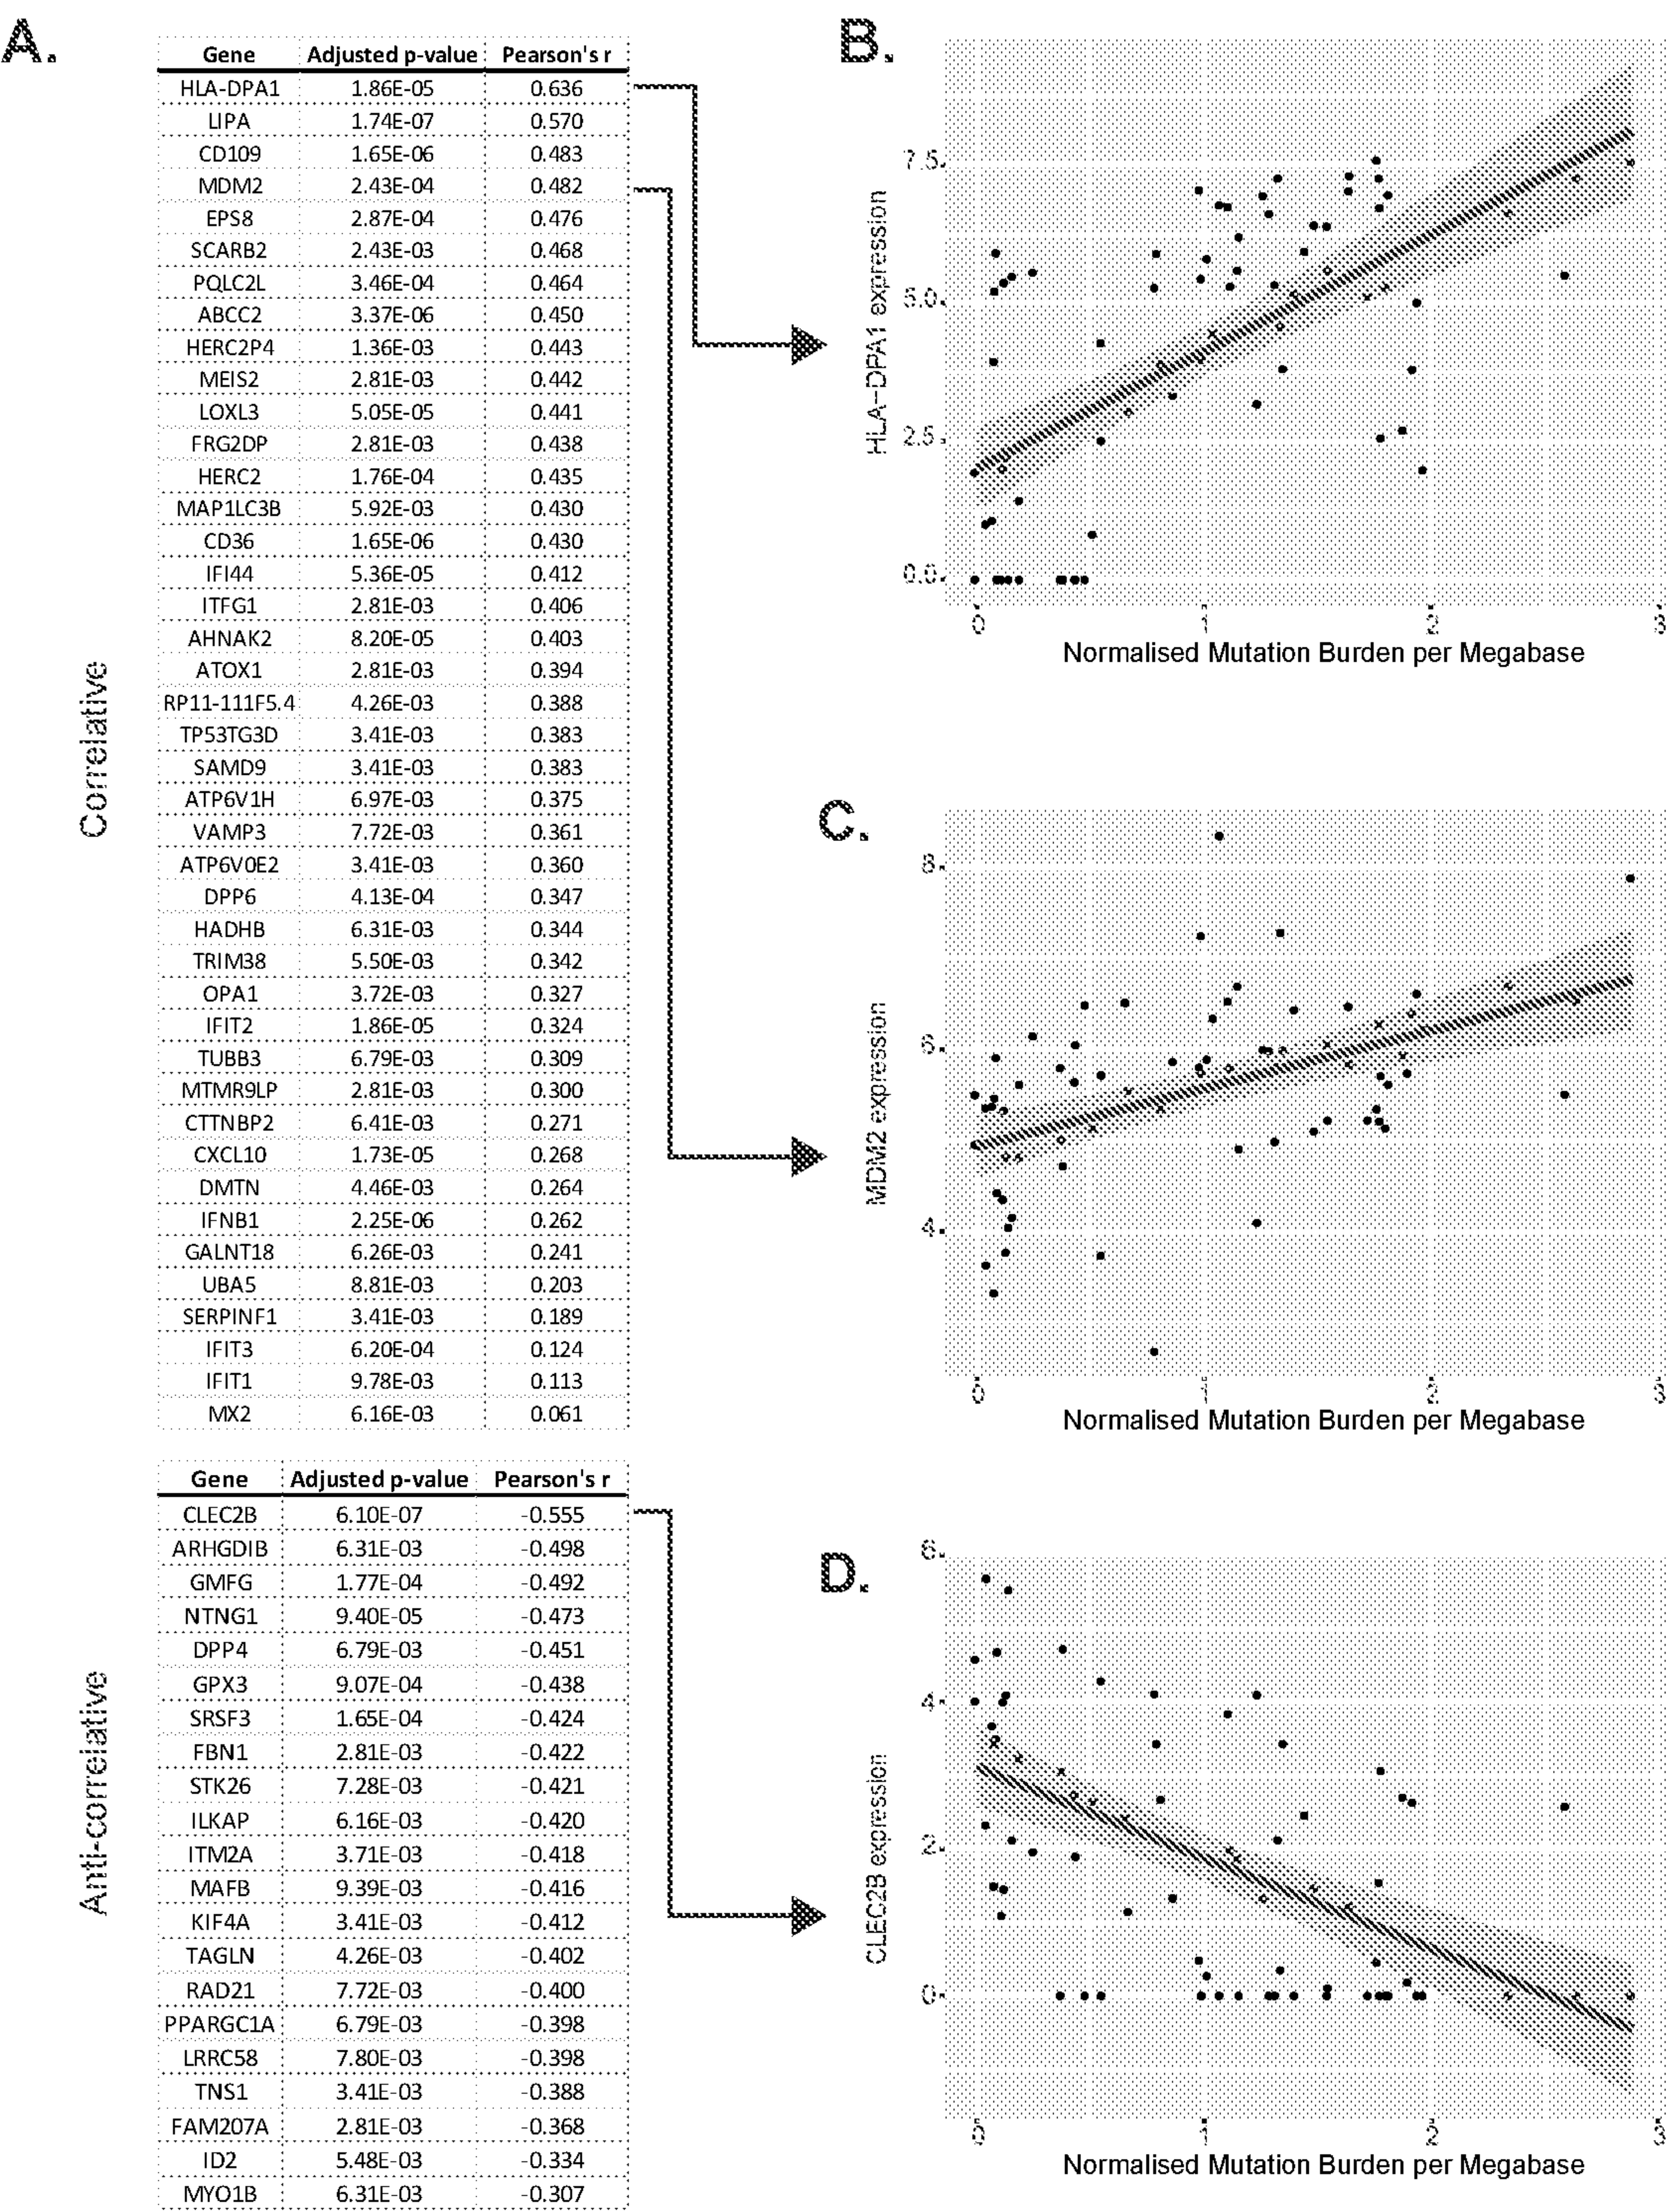 A.
Gene Adjusted p-value Pearson's r
HLA-DPA1 1.86E-05 0.636
LIPA 1.74E-07 0.570
CD109 1.65E-06 0.483
MDM2 2.43E-04 0.482
EPS8 2.87E-04 0.476
SCARB2 2.43E-03 0.468
PQLC2L 3.46E-04 0.464
ABCC2 3.37E-06 0.450
HERC2P4 1.36E-03 0.443
MEIS2 2.81E-03 0.442
LOXL3 5.05E-05 0.441
FRG2DP 2.81E-03 0.438
HERC2 1.76E-04 0.435
MAP1LC3B 5.92E-03 0.430
CD36 1.65E-06 0.430
IFI44 5.36E-05 0.412
ITFG1 2.81E-03 0.406
AHNAK2 8.20E-05 0.403
ATOX1 2.81E-03 0.394
RP11-111F5.4 4.26E-03 0.388
TP53TG3D 3.41E-03 0.383
SAMD9 3.41E-03 0.383
ATP6V1H 6.97E-03 0.375
VAMP3 7.72E-03 0.361
ATP6V0E2 3.41E-03 0.360
DPP6 4.13E-04 0.347
HADHB 6.31E-03 0.344
TRIM38 5.50E-03 0.342
OPA1 3.72E-03 0.327
IFIT2 1.86E-05 0.324
TUBB3 6.79E-03 0.309
MTMR9LP 2.81E-03 0.300
CTTNBP2 6.41E-03 0.271
CXCL10 1.73E-05 0.268
DMTN 4.46E-03 0.264
IFNB1 2.25E-06 0.262
GALNT18 6.26E-03 0.241
UBA5 8.81E-03 0.203
SERPINF1 3.41E-03 0.189
IFIT3 6.20E-04 0.124
IFIT1 9.78E-03 0.113
MX2 6.16E-03 0.061
Correlative
Gene Adjusted p-value Pearson's r
CLEC2B 6.10E-07 -0.555
ARHGDIB 6.31E-03 -0.498
GMFG 1.77E-04 -0.492
NTNG1 9.40E-05 -0.473
DPP4 6.79E-03 -0.451
GPX3 9.07E-04 -0.438
SRSF3 1.65E-04 -0.424
FBN1 2.81E-03 -0.422
STK26 7.28E-03 -0.421
ILKAP 6.16E-03 -0.420
ITM2A 3.71E-03 -0.418
MAFB 9.39E-03 -0.416
KIF4A 3.41E-03 -0.412
TAGLN 4.26E-03 -0.402
RAD21 7.72E-03 -0.400
PPARGC1A 6.79E-03 -0.398
LRRC58 7.80E-03 -0.398
TNS1 3.41E-03 -0.388
FAM207A 2.81E-03 -0.368
ID2 5.48E-03 -0.334
MYO1B 6.31E-03 -0.307
Anti-correlative
B.
HLA-DPA1 expression
7.5
5.0
2.5
0.0
0 1 2 3
Normalised Mutation Burden per Megabase
C.
MDM2 expression
8
6
4
0 1 2 3
Normalised Mutation Burden per Megabase
D.
CLEC2B expression
6
4
2
0
0 1 2 3
Normalised Mutation Burden per Megabase